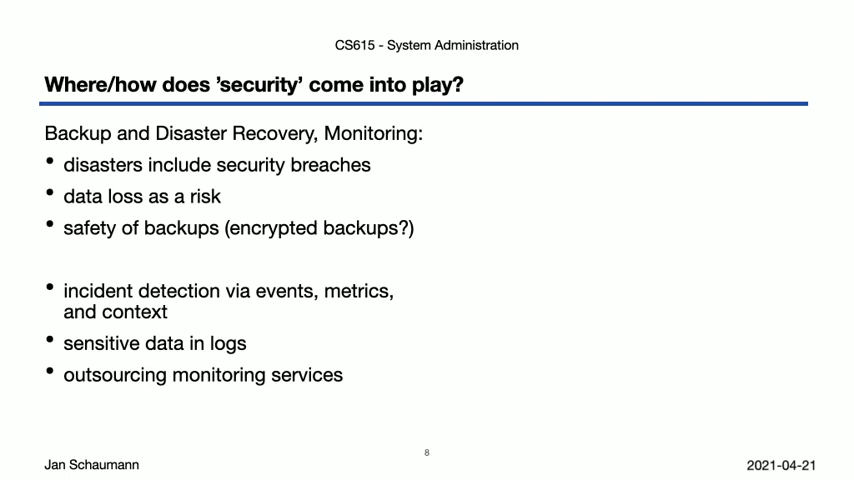 CS615 - System Administration
Where/how does ’security’ come into play?
Backup and Disaster Recovery, Monitoring:
• disasters include security breaches
• data loss as a risk
• safety of backups (encrypted backups?)
• incident detection via events, metrics,
and context
• sensitive data in logs
• outsourcing monitoring services
8
Jan Schaumann
2021-04-21